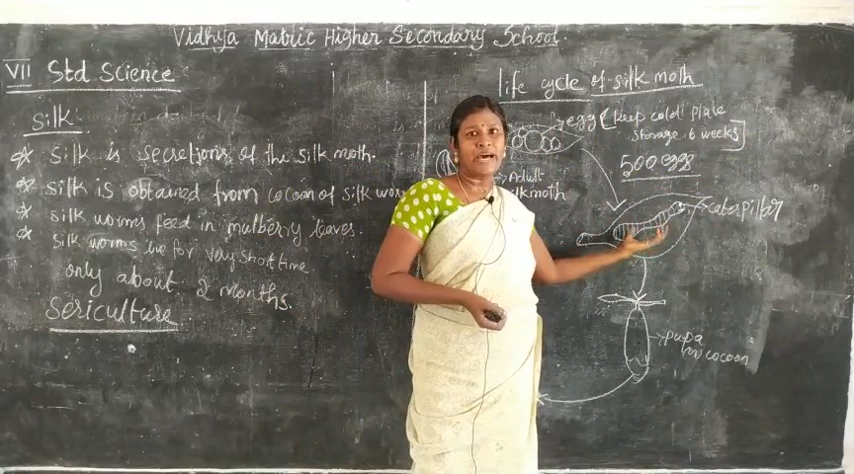 Vidhya Matric Higher Secondary School.
VII Std Science
silk
silk is secretions of the silk moth.
silk is obtained from cocoon of silk wor
silk worms feed in mulberry leaves.
silk worms live for very short time
only about 2 months.
Sericulture
life cycle of silk moth
egg [keep cold plate
storage 6 weeks]
500 eggs
Adult
silkmoth
caterpillar
pupa
(or) cocoon